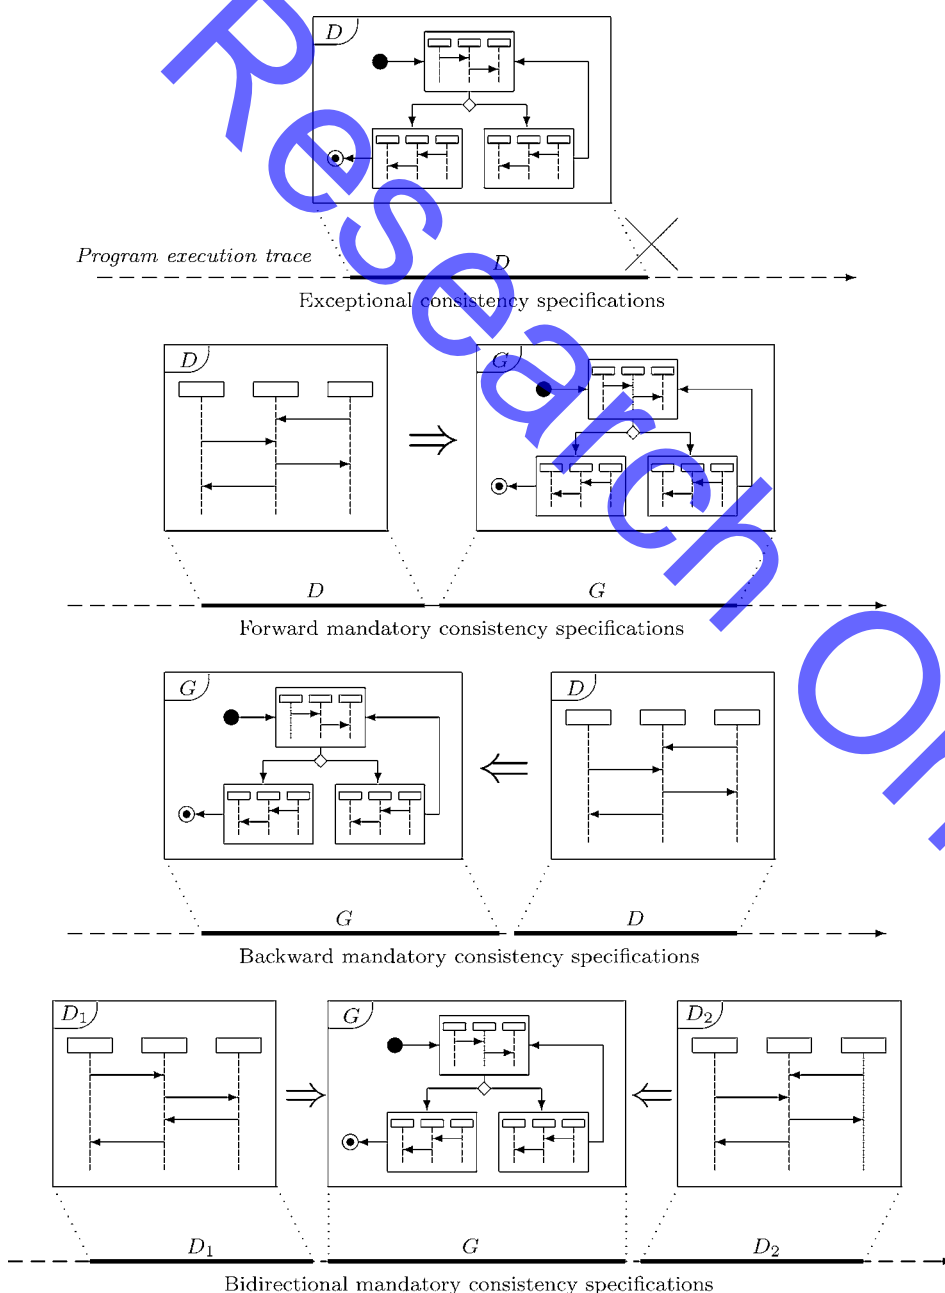 D
Program execution trace
D
Exceptional consistency specifications
D
G
D
G
Forward mandatory consistency specifications
G
D
G
D
Backward mandatory consistency specifications
D1
G
D2
D1
G
D2
Bidirectional mandatory consistency specifications
Research On